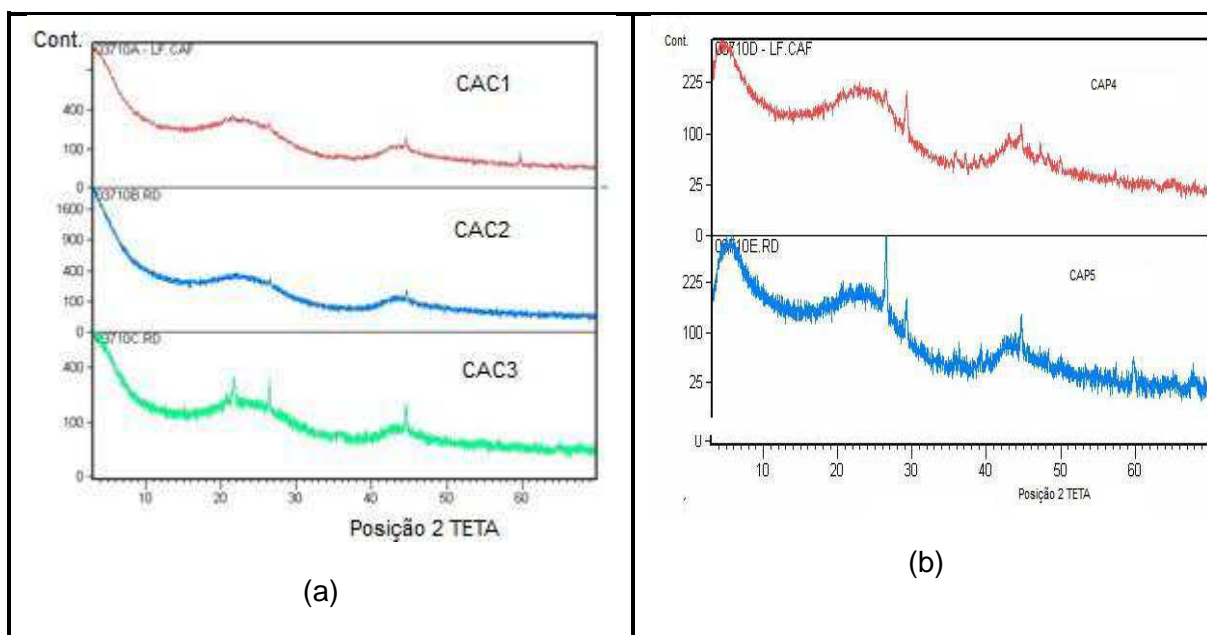 Cont.
03710A - LF.CAF
CAC1
400
100
0
03710B.RD
CAC2
1600
900
400
100
0
03710C.RD
CAC3
400
100
0
10 20 30 40 50 60
Posição 2 TETA
(a)
Cont.
03710D - LF.CAF
CAP4
225
100
25
0
03710E.RD
CAP5
225
100
25
0
10 20 30 40 50 60
Posição 2 TETA
(b)